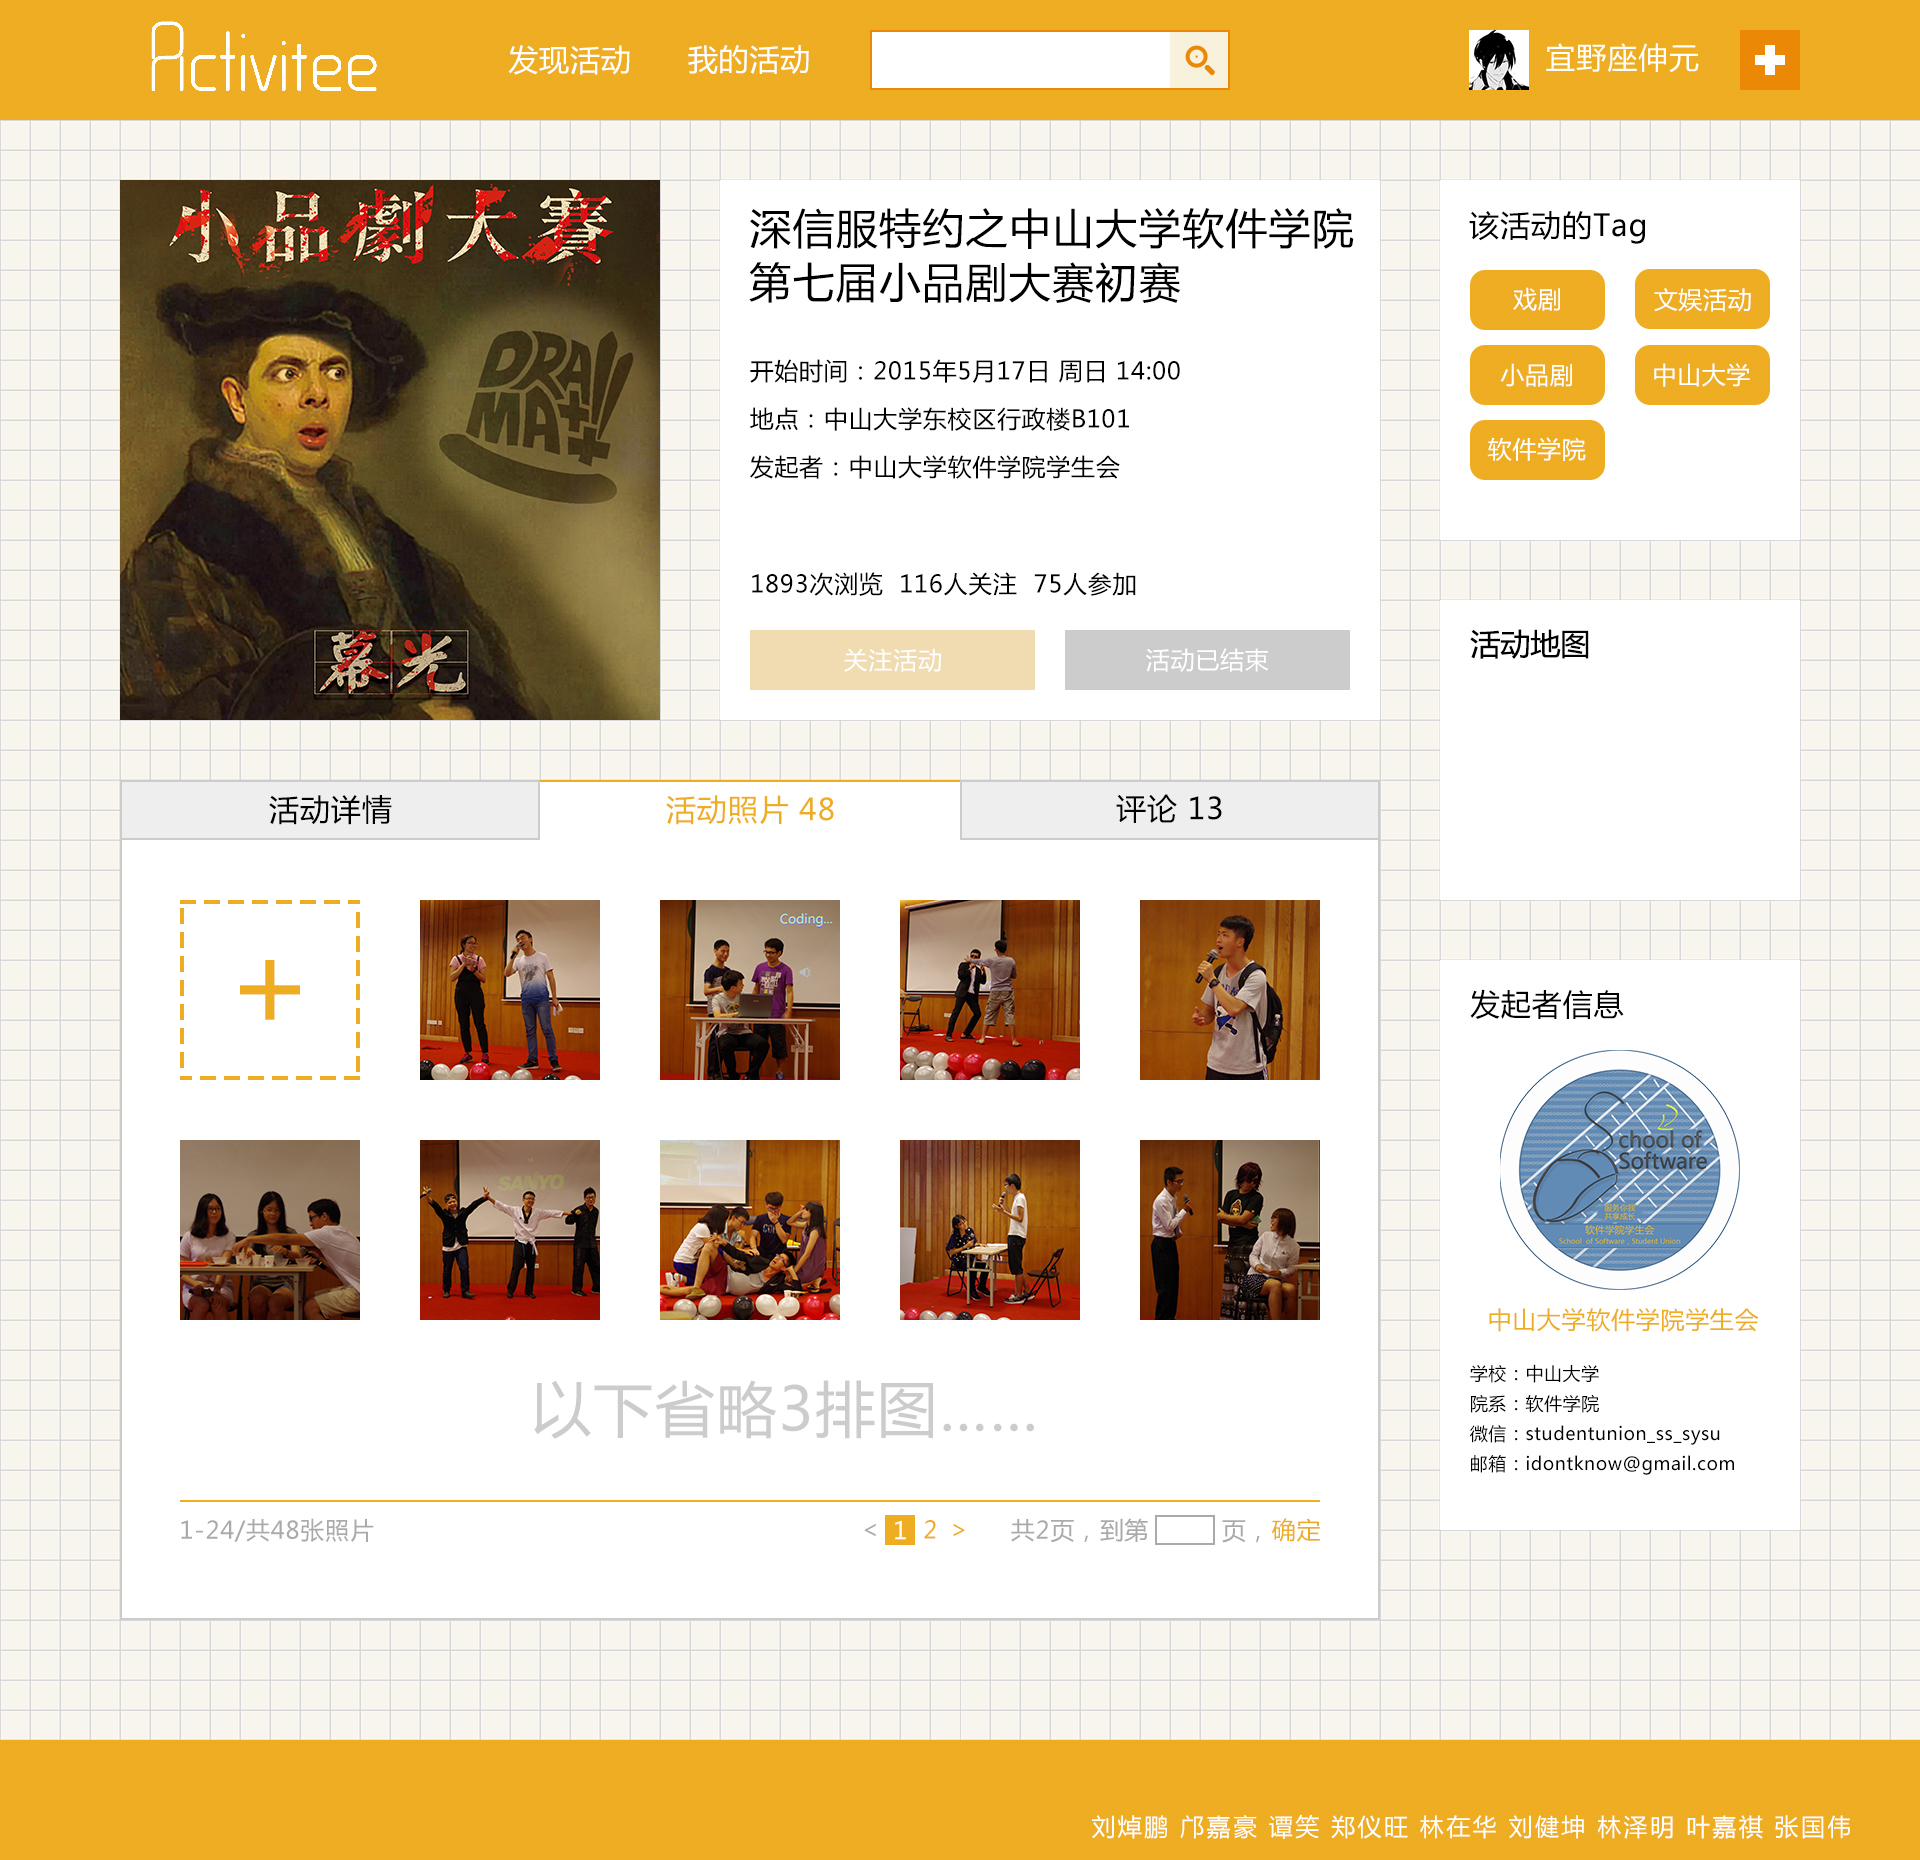 Activitee
发现活动
我的活动
宜野座伸元
小品劇大賽
DRA!!
MA++
幕光
深信服特约之中山大学软件学院
第七届小品剧大赛初赛
开始时间：2015年5月17日 周日 14:00
地点：中山大学东校区行政楼B101
发起者：中山大学软件学院学生会
1893次浏览 116人关注 75人参加
关注活动
活动已结束
该活动的Tag
戏剧
文娱活动
小品剧
中山大学
软件学院
活动地图
活动详情
活动照片 48
评论 13
Coding...
SANYO
以下省略3排图......
1-24/共48张照片
< 1 2 >
共2页，到第 页，确定
发起者信息
School of
Software
服务你我
共享成长
软件学院学生会
School of Software , Student Union
中山大学软件学院学生会
学校：中山大学
院系：软件学院
微信：studentunion_ss_sysu
邮箱：idontknow@gmail.com
刘焯鹏 邝嘉豪 谭笑 郑仪旺 林在华 刘健坤 林泽明 叶嘉祺 张国伟